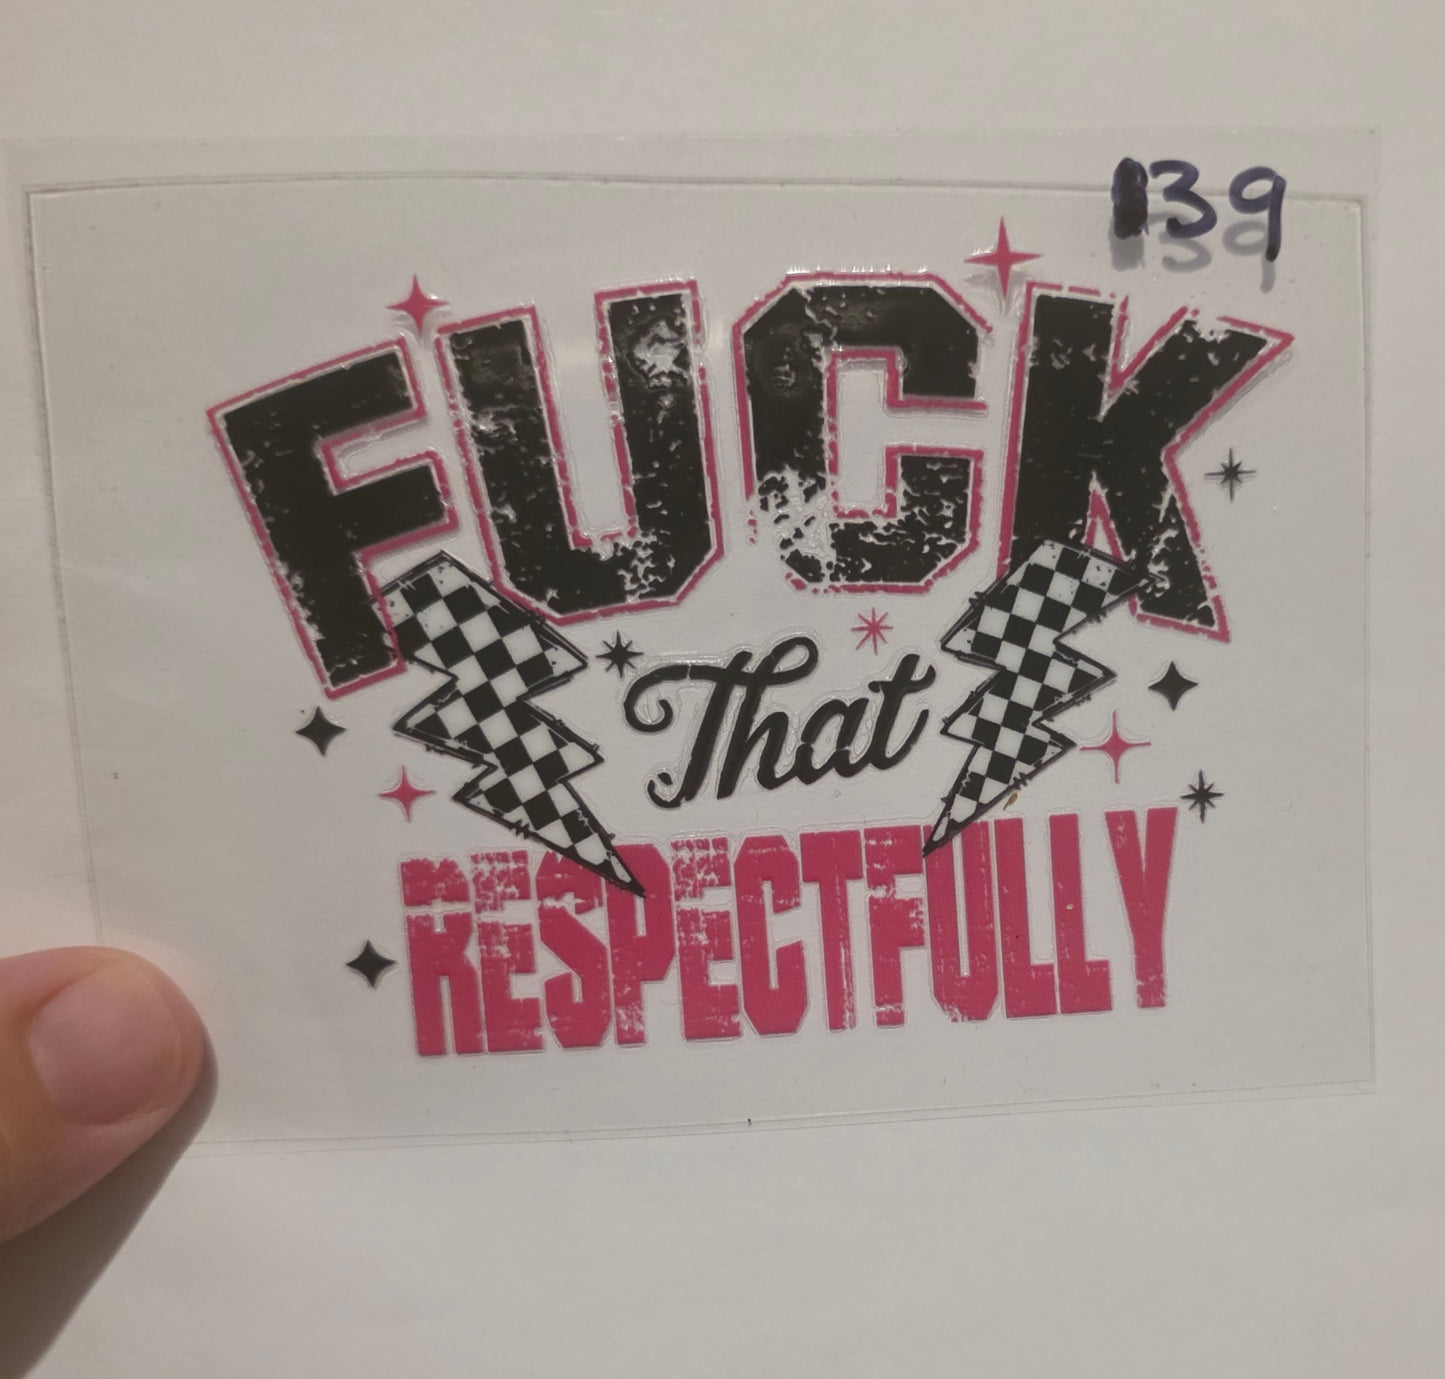 139
FUCK
That
RESPECTFULLY